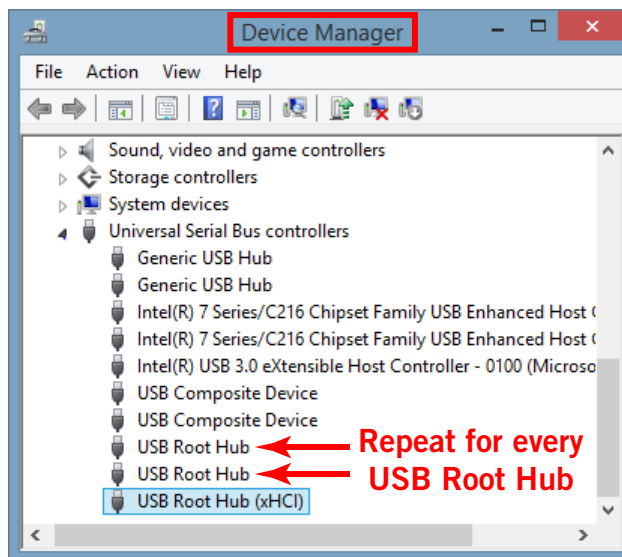 Device Manager
File Action View Help
Sound, video and game controllers
Storage controllers
System devices
Universal Serial Bus controllers
Generic USB Hub
Generic USB Hub
Intel(R) 7 Series/C216 Chipset Family USB Enhanced Host C
Intel(R) 7 Series/C216 Chipset Family USB Enhanced Host C
Intel(R) USB 3.0 eXtensible Host Controller - 0100 (Microso
USB Composite Device
USB Composite Device
USB Root Hub
USB Root Hub
USB Root Hub (xHCI)
Repeat for every
USB Root Hub